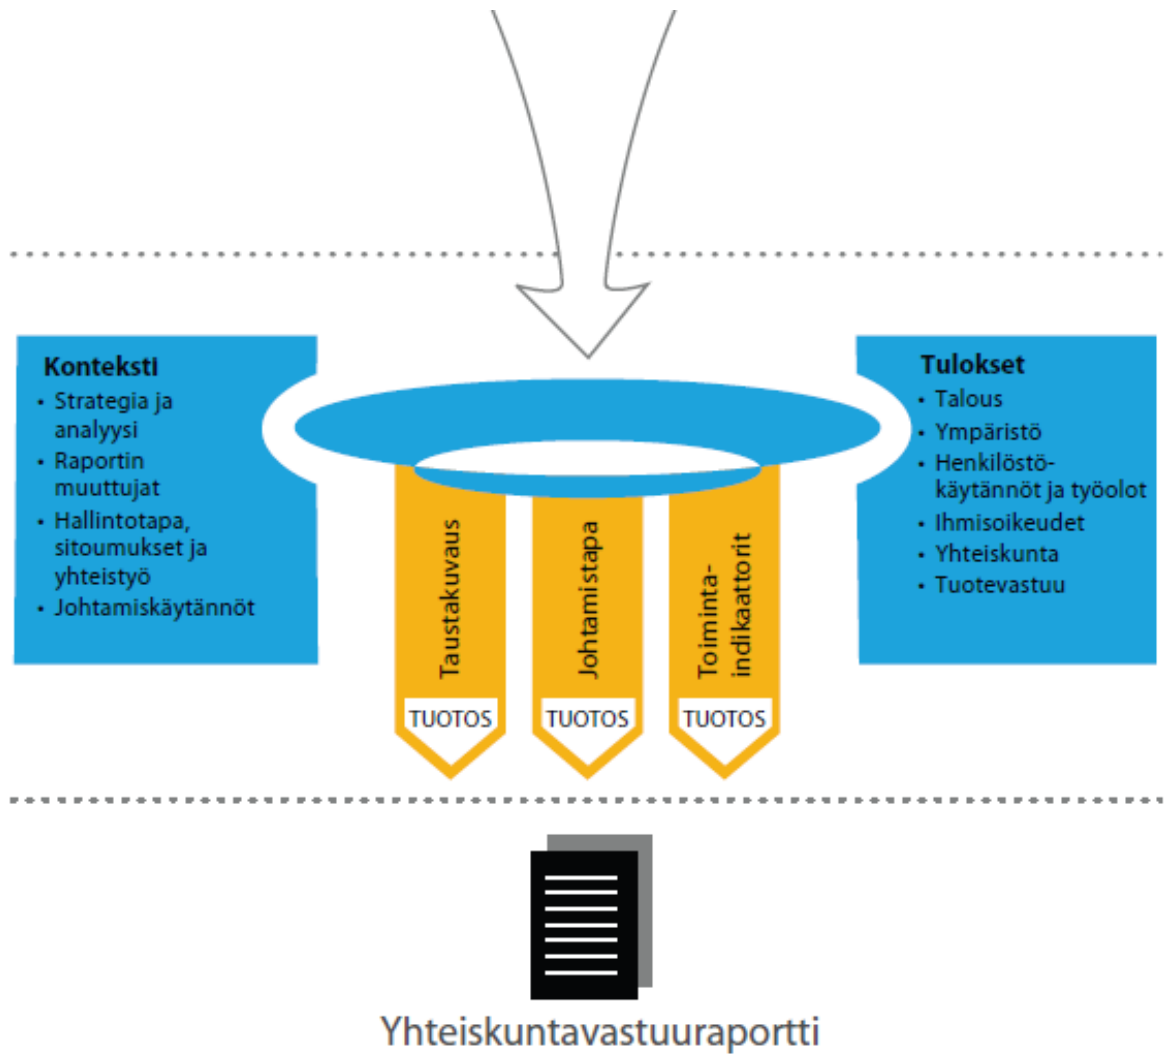 Konteksti
• Strategia ja
analyysi
• Raportin
muuttujat
• Hallintotapa,
sitoumukset ja
yhteistyö
• Johtamiskäytännöt
Taustakuvaus
TUOTOS
Johtamistapa
TUOTOS
Toiminta-
indikaattorit
TUOTOS
Tulokset
• Talous
• Ympäristö
• Henkilöstö-
käytännöt ja työolot
• Ihmisoikeudet
• Yhteiskunta
• Tuotevastuu
Yhteiskuntavastuuraportti